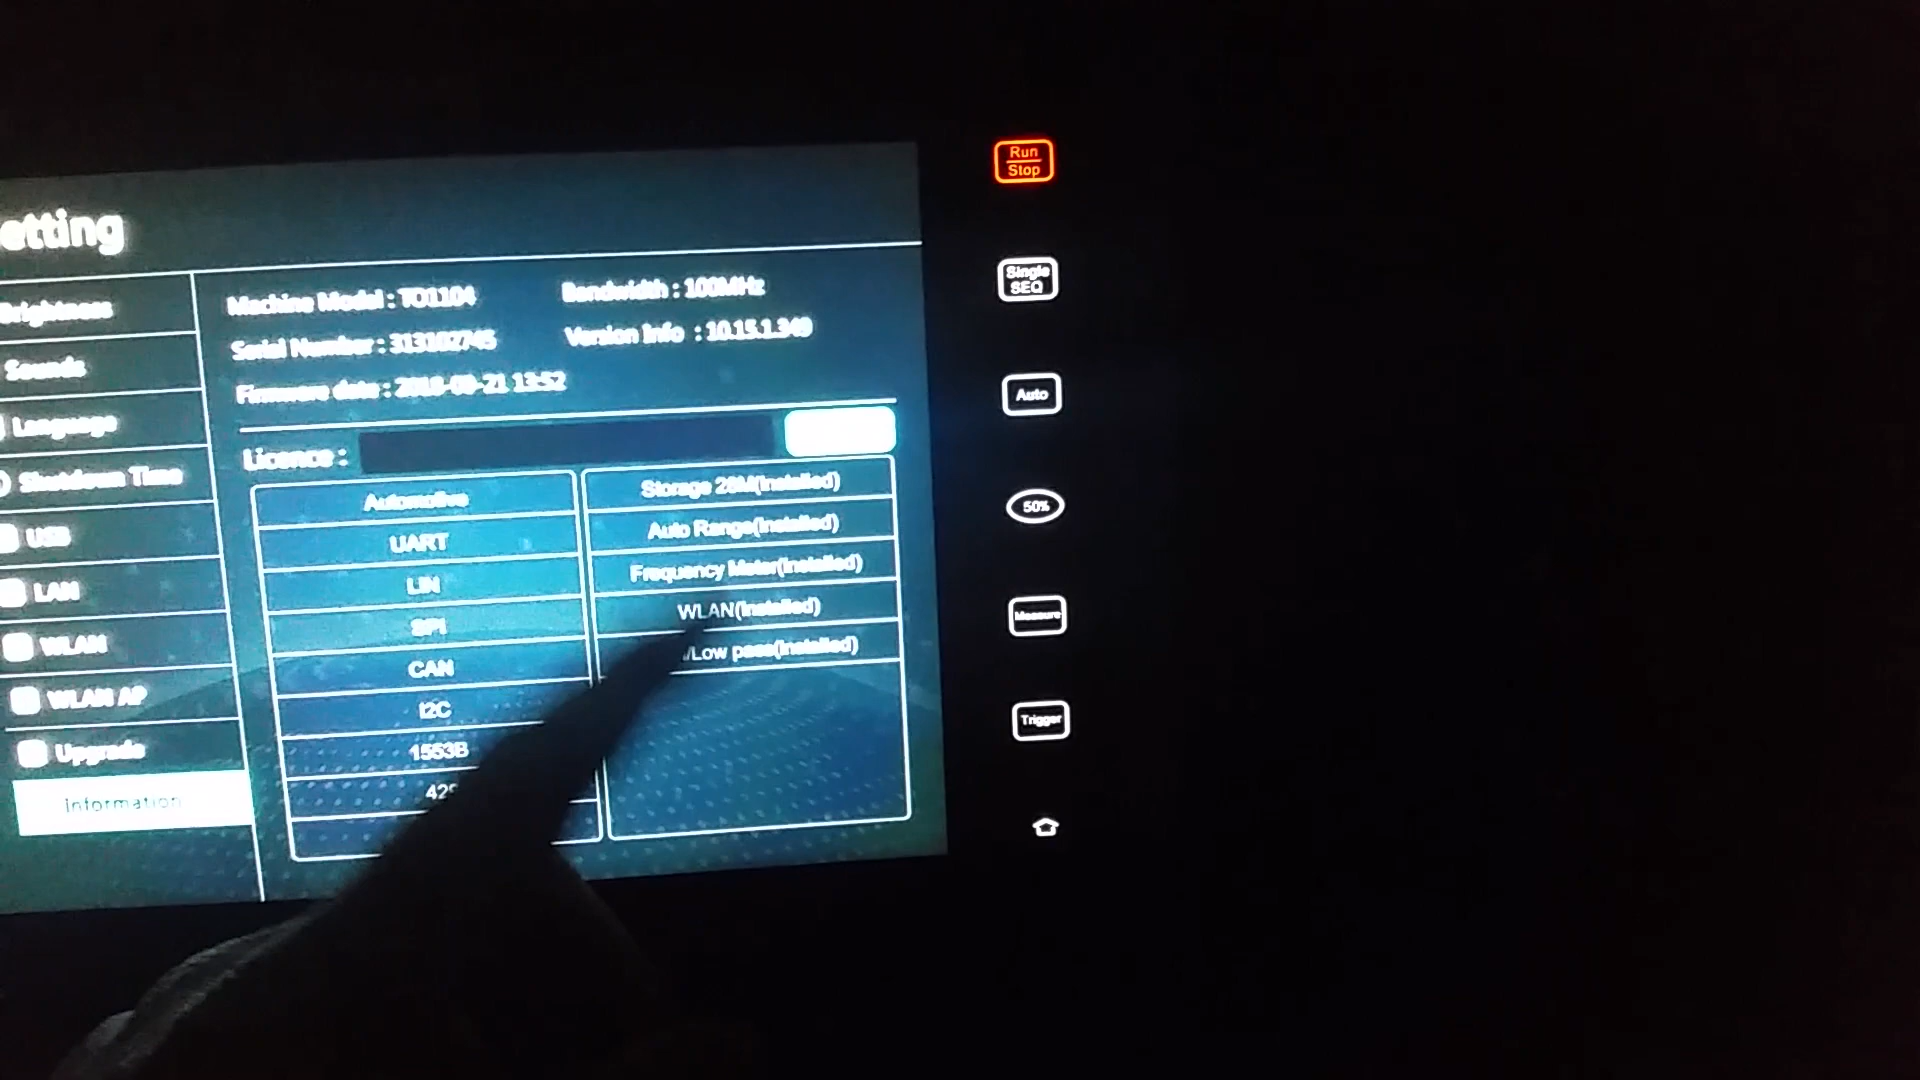 etting
Brightness
Sounds
Language
Shutdown Time
USB
LAN
WLAN
WLAN AP
Upgrade
Information
Machine Model : TO1104
Bandwidth : 100MHz
Serial Number : 313102745
Version Info : 10.15.1.349
Firmware date : 2018-09-21 13:52
Licence :
Automotive
UART
LIN
SPI
CAN
I2C
1553B
429
Storage 28M(Installed)
Auto Range(Installed)
Frequency Meter(Installed)
WLAN(Installed)
/Low pass(Installed)
Run
Stop
Single
SEQ
Auto
50%
Measure
Trigger